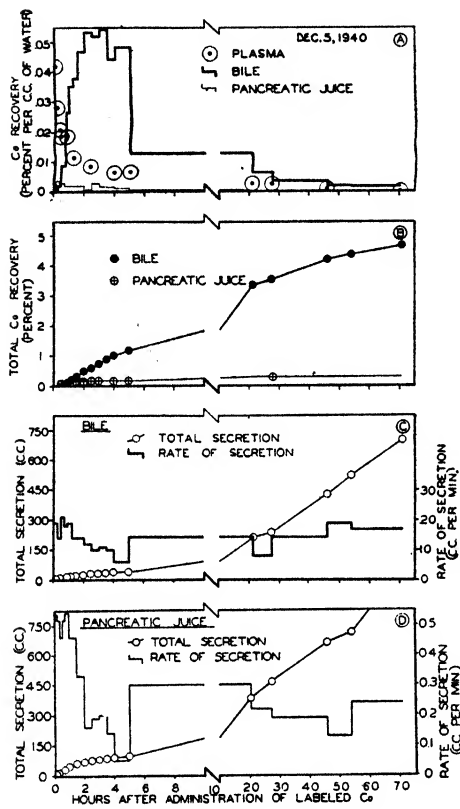 DEC. 5, 1940
A
PLASMA
BILE
PANCREATIC JUICE
Co RECOVERY
(PERCENT PER C.C. OF WATER)
.05
.04
.03
.02
.01
0
B
BILE
PANCREATIC JUICE
TOTAL Co RECOVERY
(PERCENT)
5
4
3
2
1
0
C
BILE
TOTAL SECRETION
RATE OF SECRETION
TOTAL SECRETION (C.C.)
750
600
450
300
150
0
30
20
10
0
RATE OF SECRETION
(C.C. PER MIN.)
D
PANCREATIC JUICE
TOTAL SECRETION
RATE OF SECRETION
TOTAL SECRETION (C.C.)
750
600
450
300
150
0
0.5
0.4
0.3
0.2
0.1
0
RATE OF SECRETION
(C.C. PER MIN.)
0 2 4 6 8 10 20 30 40 50 60 70
HOURS AFTER ADMINISTRATION OF LABELED Co